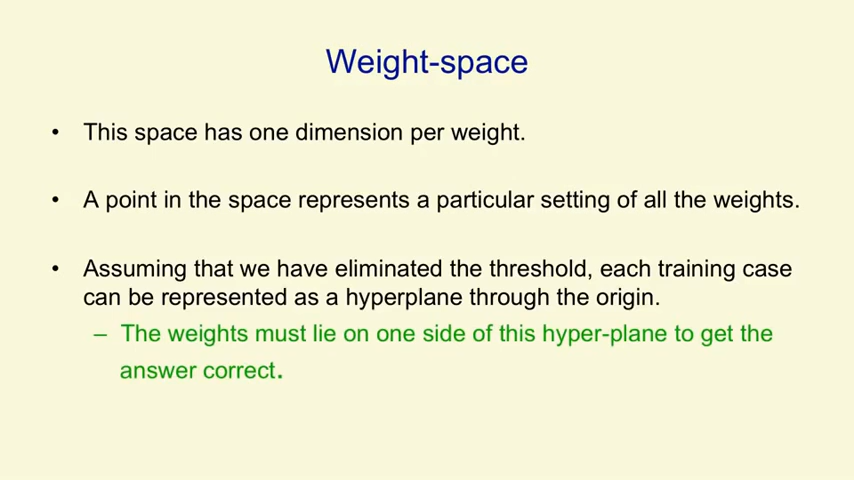 Weight-space
• This space has one dimension per weight.
• A point in the space represents a particular setting of all the weights.
• Assuming that we have eliminated the threshold, each training case
can be represented as a hyperplane through the origin.
– The weights must lie on one side of this hyper-plane to get the
answer correct.